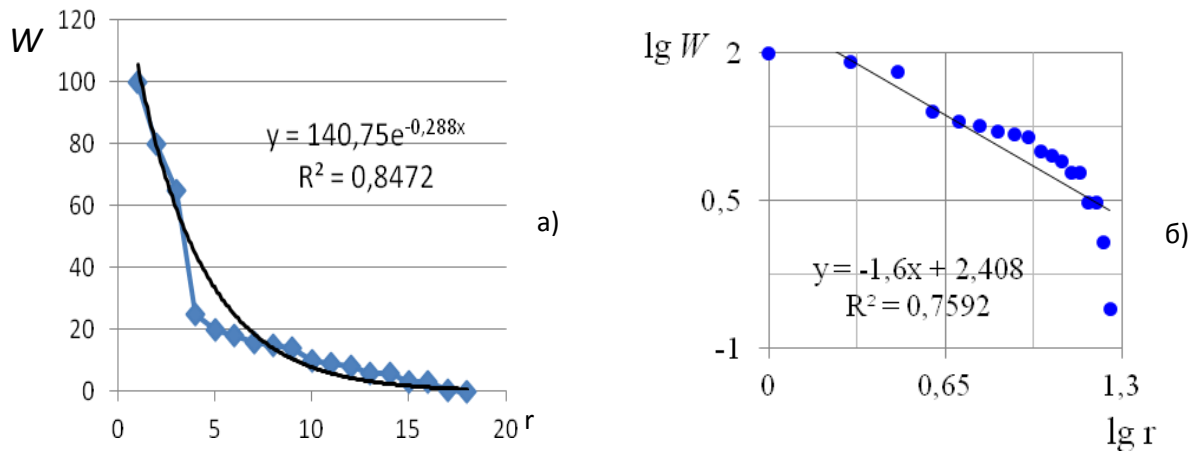 120
W
100
80
60
40
20
0
0
5
10
15
20
r
y = 140,75e^-0,288x
R² = 0,8472
а)
lg W
2
0,5
-1
0
0,65
1,3
lg r
y = -1,6x + 2,408
R² = 0,7592
б)